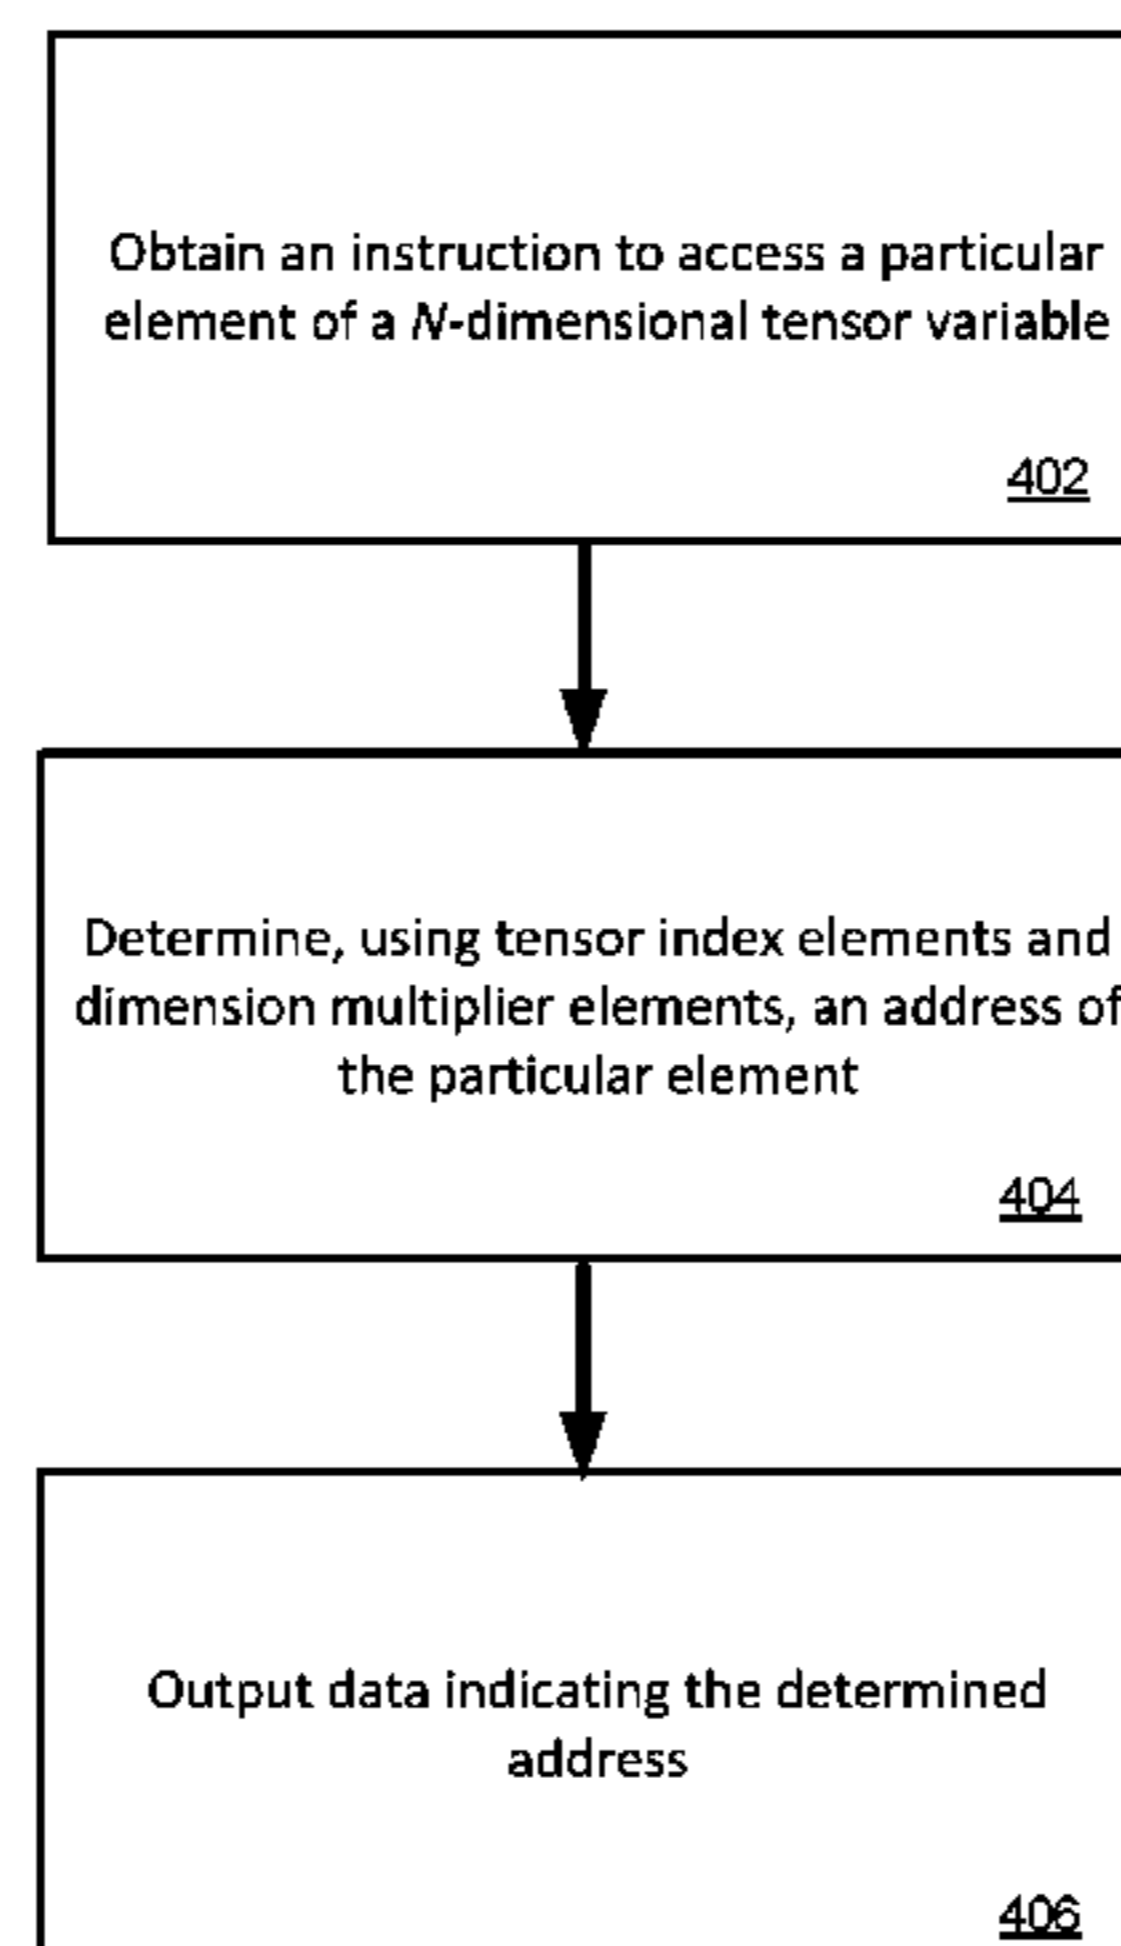 Obtain an instruction to access a particular
element of a N-dimensional tensor variable
402
Determine, using tensor index elements and
dimension multiplier elements, an address of
the particular element
404
Output data indicating the determined
address
406